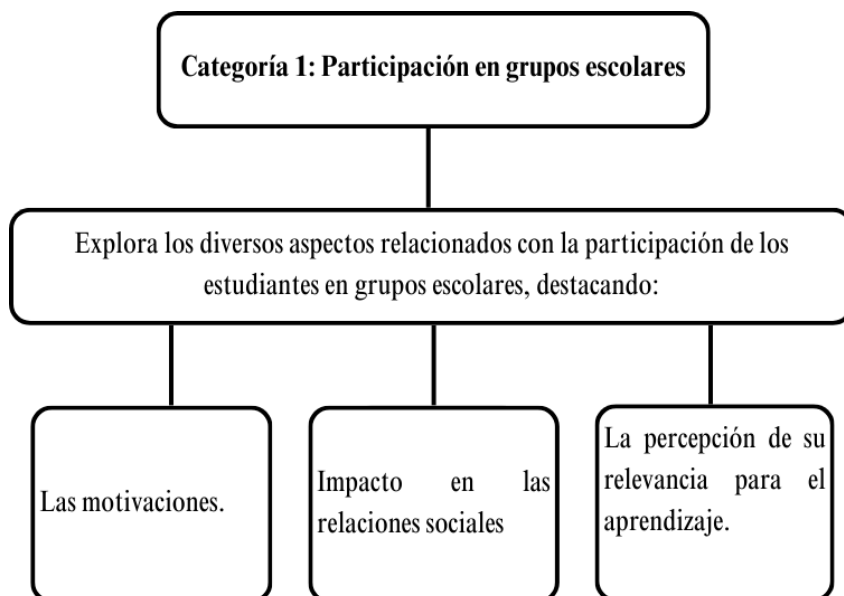 Categoría 1: Participación en grupos escolares
Explora los diversos aspectos relacionados con la participación de los
estudiantes en grupos escolares, destacando:
Las motivaciones.
Impacto en las
relaciones sociales
La percepción de su
relevancia para el
aprendizaje.